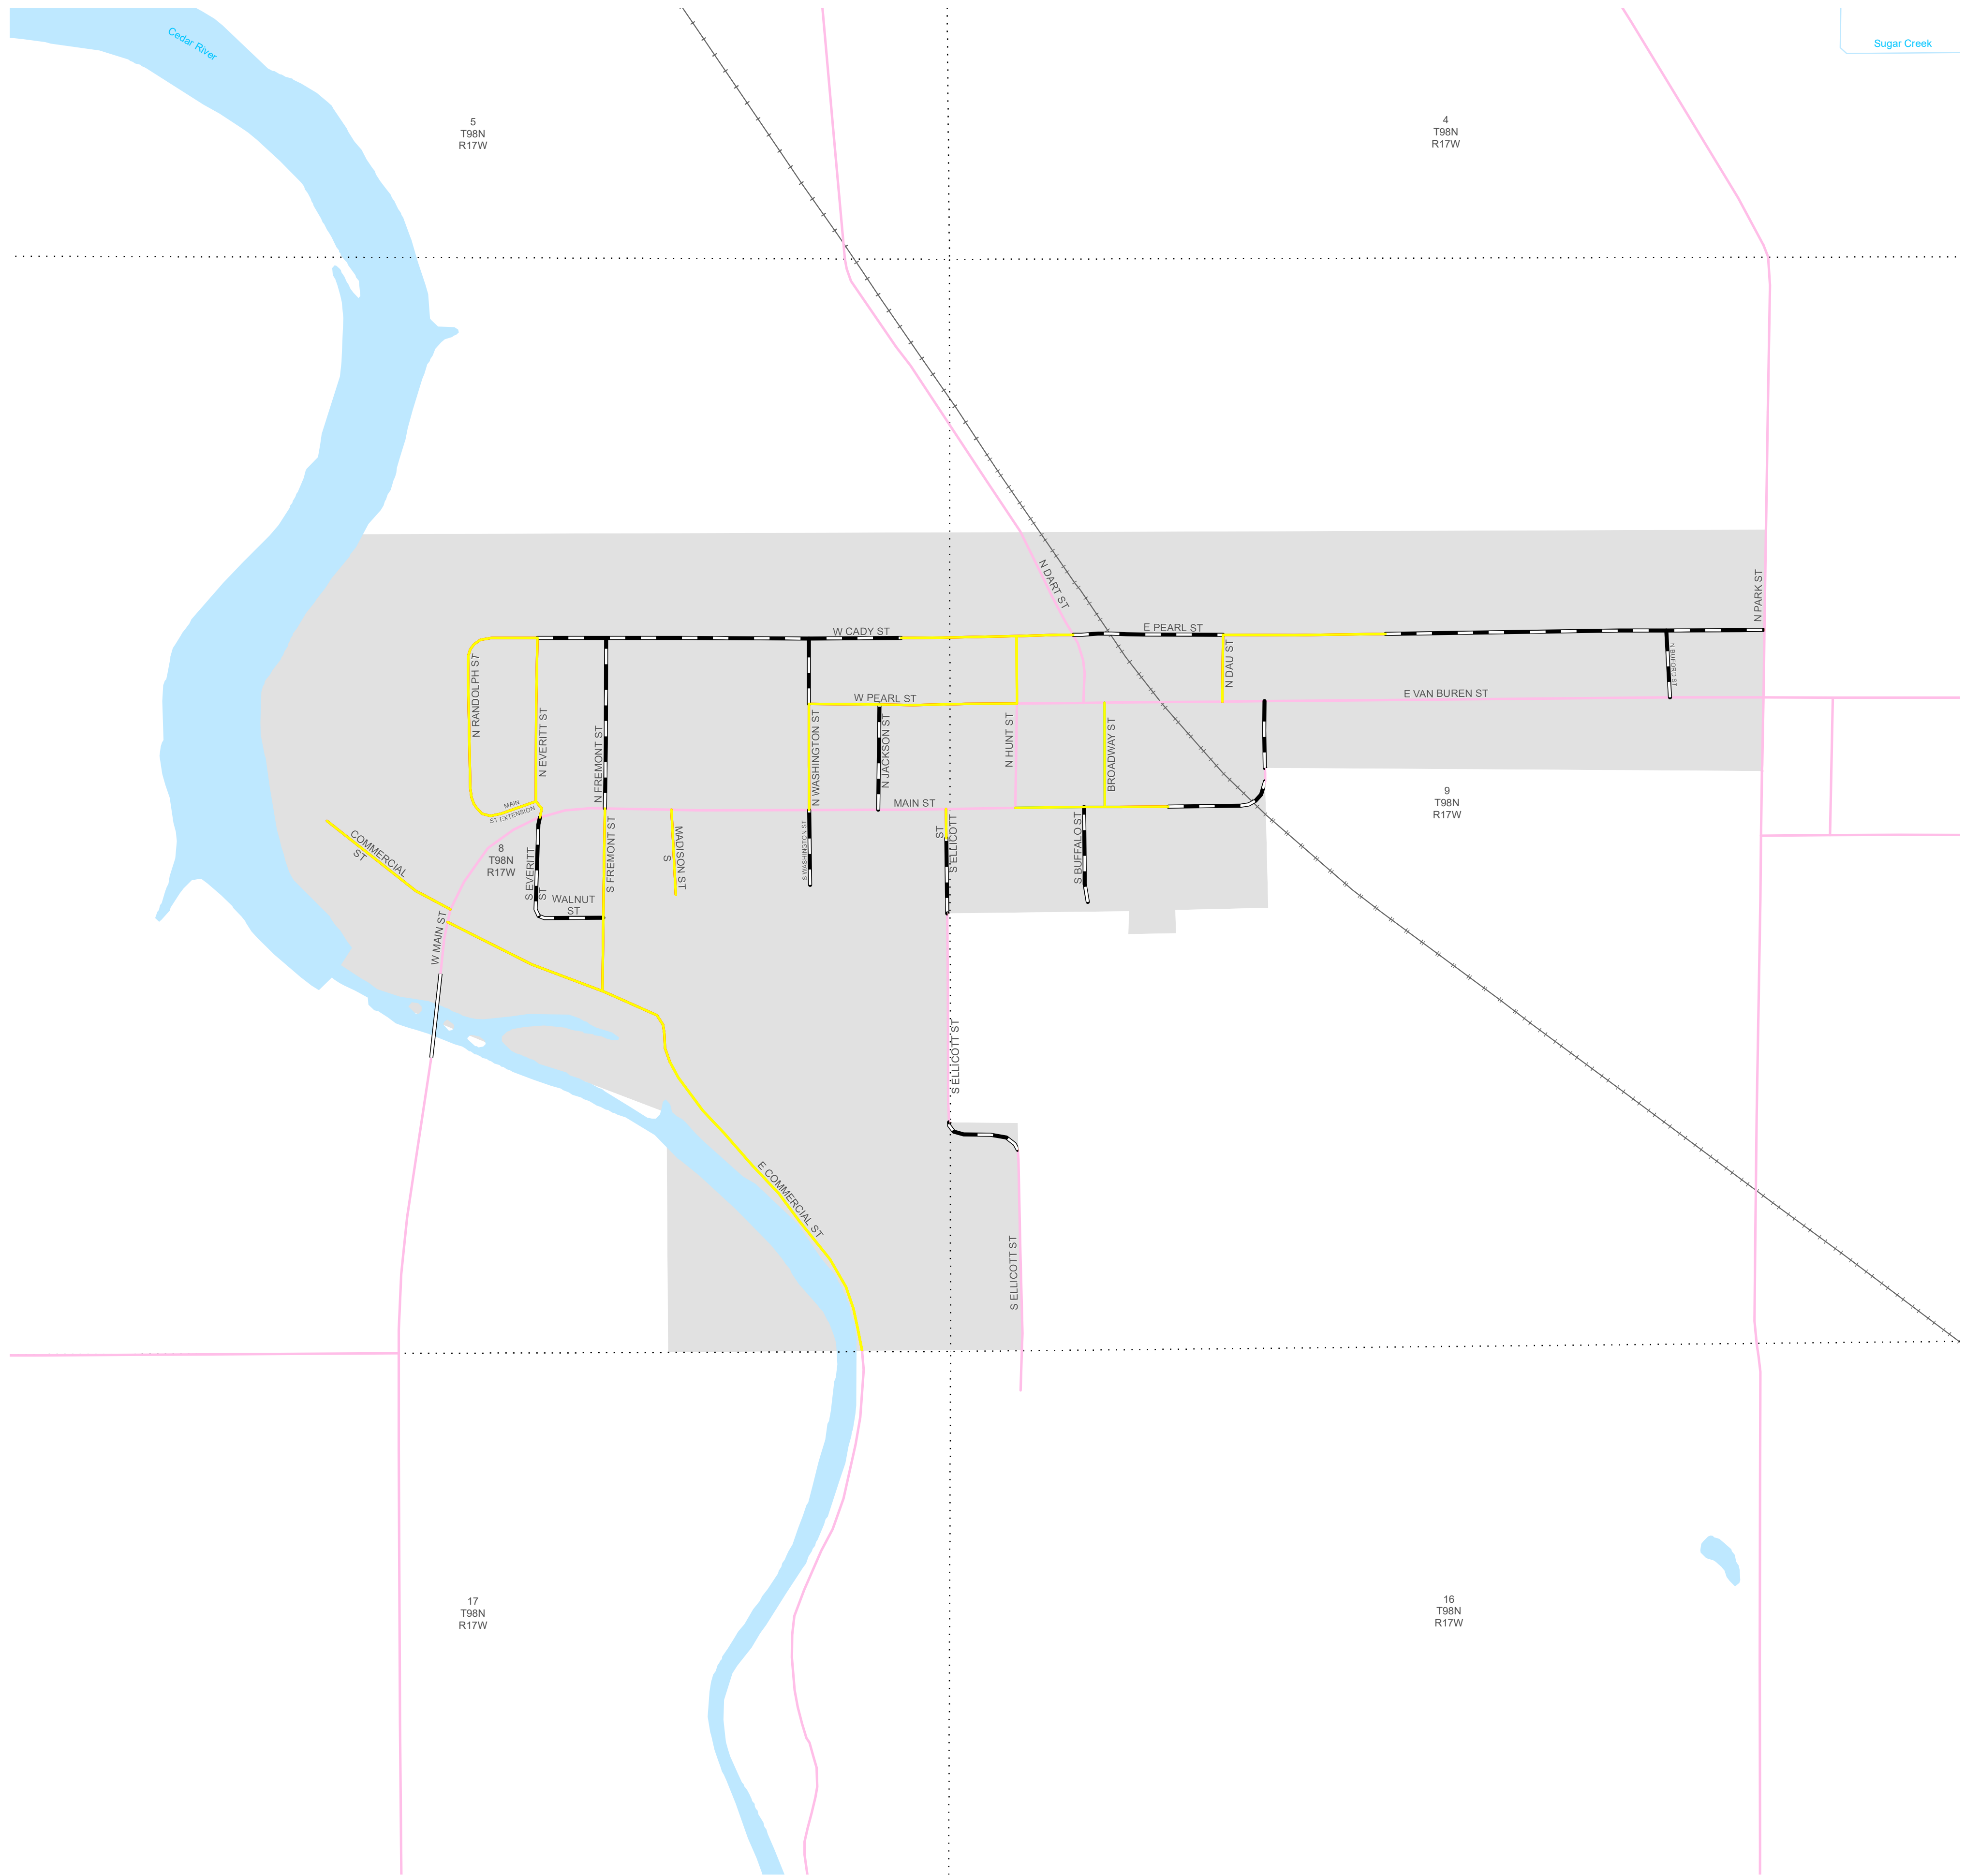 Cedar River
Sugar Creek
5
T98N
R17W
4
T98N
R17W
N DART ST
N PARK ST
W CADY ST
E PEARL ST
N RANDOLPH ST
N EVERITT ST
N FREMONT ST
N WASHINGTON ST
W PEARL ST
N JACKSON ST
N HUNT ST
BROADWAY ST
N DAU ST
E VAN BUREN ST
N BUFORD ST
MAIN
ST EXTENSION
MAIN ST
9
T98N
R17W
COMMERCIAL
ST
8
T98N
R17W
S EVERITT
ST
WALNUT
ST
S FREMONT ST
S
MADISON ST
S WASHINGTON ST
S ELLICOTT
ST
S BUFFALO ST
W MAIN ST
S ELLICOTT ST
E COMMERCIAL ST
S ELLICOTT ST
17
T98N
R17W
16
T98N
R17W